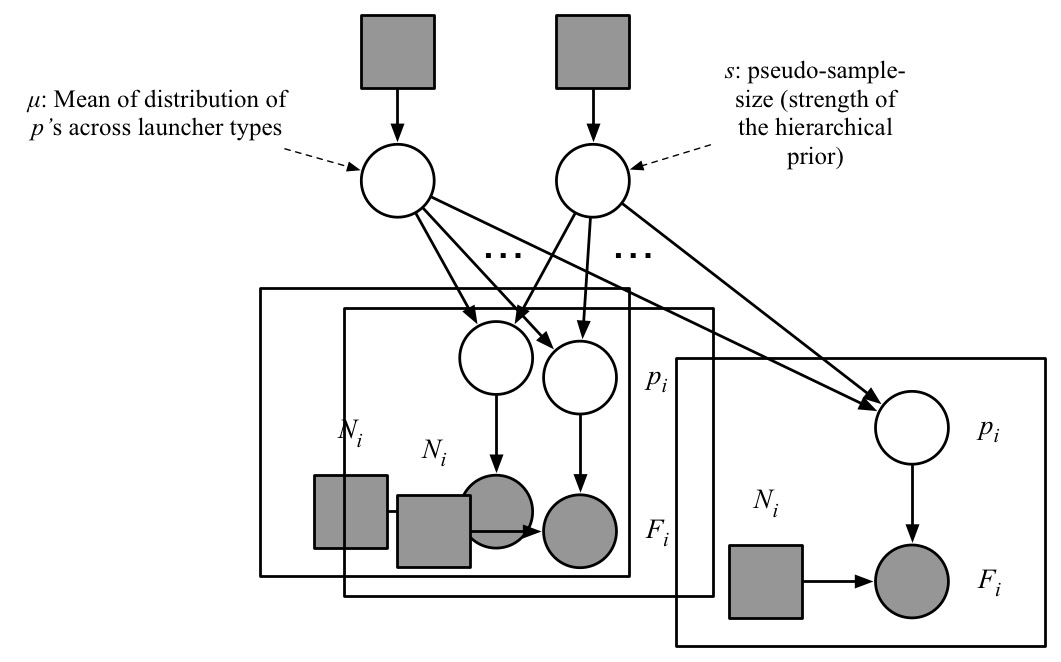 μ: Mean of distribution of
p’s across launcher types
s: pseudo-sample-
size (strength of
the hierarchical
prior)
...
...
p_i
N_i
N_i
F_i
p_i
N_i
F_i